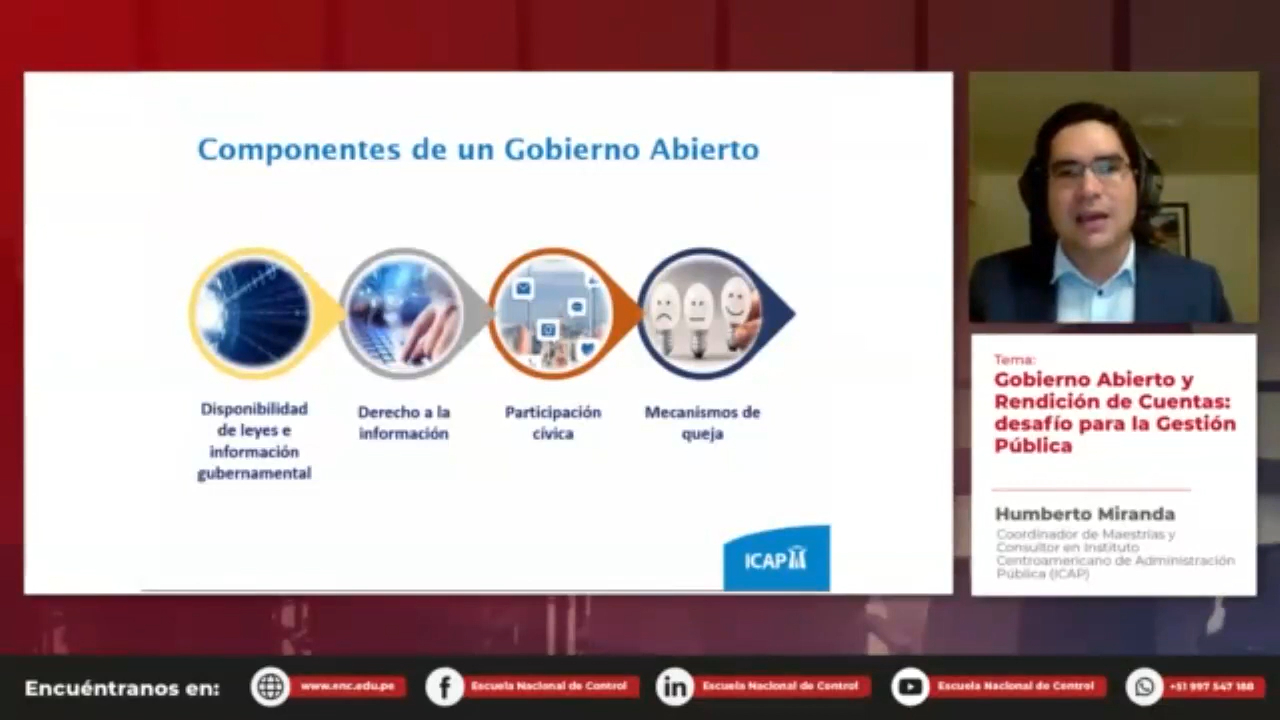 Componentes de un Gobierno Abierto
Disponibilidad
de leyes e
información
gubernamental
Derecho a la
información
Participación
cívica
Mecanismos de
queja
ICAP
Tema:
Gobierno Abierto y
Rendición de Cuentas:
desafío para la Gestión
Pública
Humberto Miranda
Coordinador de Maestrías y
Consultor en Instituto
Centroamericano de Administración
Pública (ICAP)
Encuéntranos en:
www.enc.edu.pe
Escuela Nacional de Control
Escuela Nacional de Control
Escuela Nacional de Control
+51 997 547 188